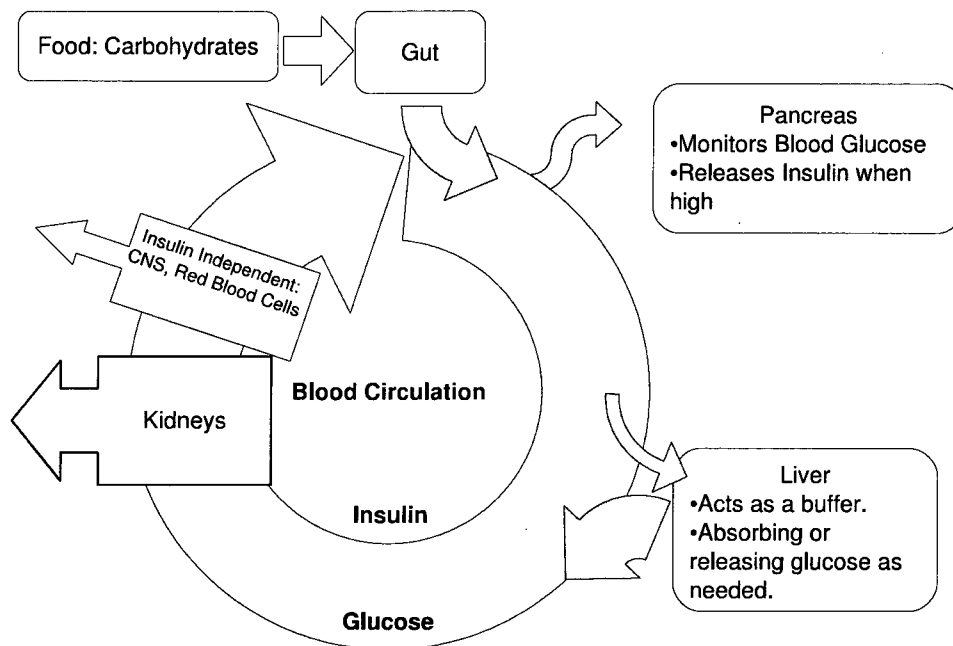 Food: Carbohydrates
Gut
Pancreas
•Monitors Blood Glucose
•Releases Insulin when
high
Insulin Independent:
CNS, Red Blood Cells
Blood Circulation
Kidneys
Insulin
Glucose
Liver
•Acts as a buffer.
•Absorbing or
releasing glucose as
needed.